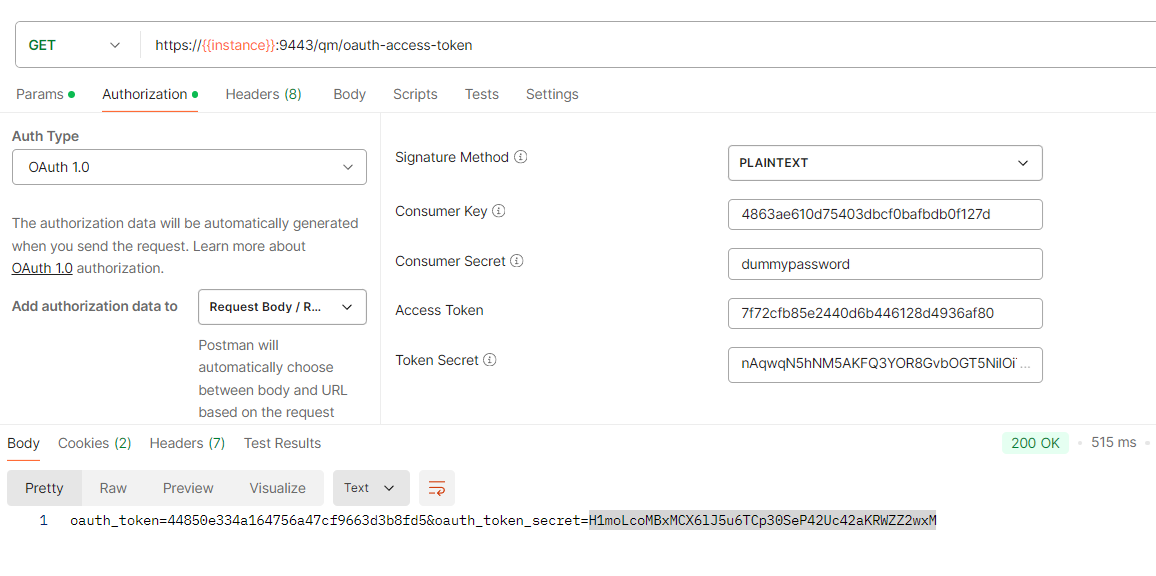 GET https://{{instance}}:9443/qm/oauth-access-token
Params Authorization Headers (8) Body Scripts Tests Settings
Auth Type
OAuth 1.0
The authorization data will be automatically generated
when you send the request. Learn more about
OAuth 1.0 authorization.
Add authorization data to Request Body / R...
Postman will
automatically choose
between body and URL
based on the request
Signature Method PLAINTEXT
Consumer Key 4863ae610d75403dbcf0bafbdb0f127d
Consumer Secret dummypassword
Access Token 7f72cfb85e2440d6b446128d4936af80
Token Secret nAqwqN5hNM5AKFQ3YOR8GvbOGT5NilOi...
Body Cookies (2) Headers (7) Test Results 200 OK 515 ms
Pretty Raw Preview Visualize Text
1 oauth_token=44850e334a164756a47cf9663d3b8fd5&oauth_token_secret=H1moLcoMBxMCX6lJ5u6TCp30SeP42Uc42aKRWZZ2wxM